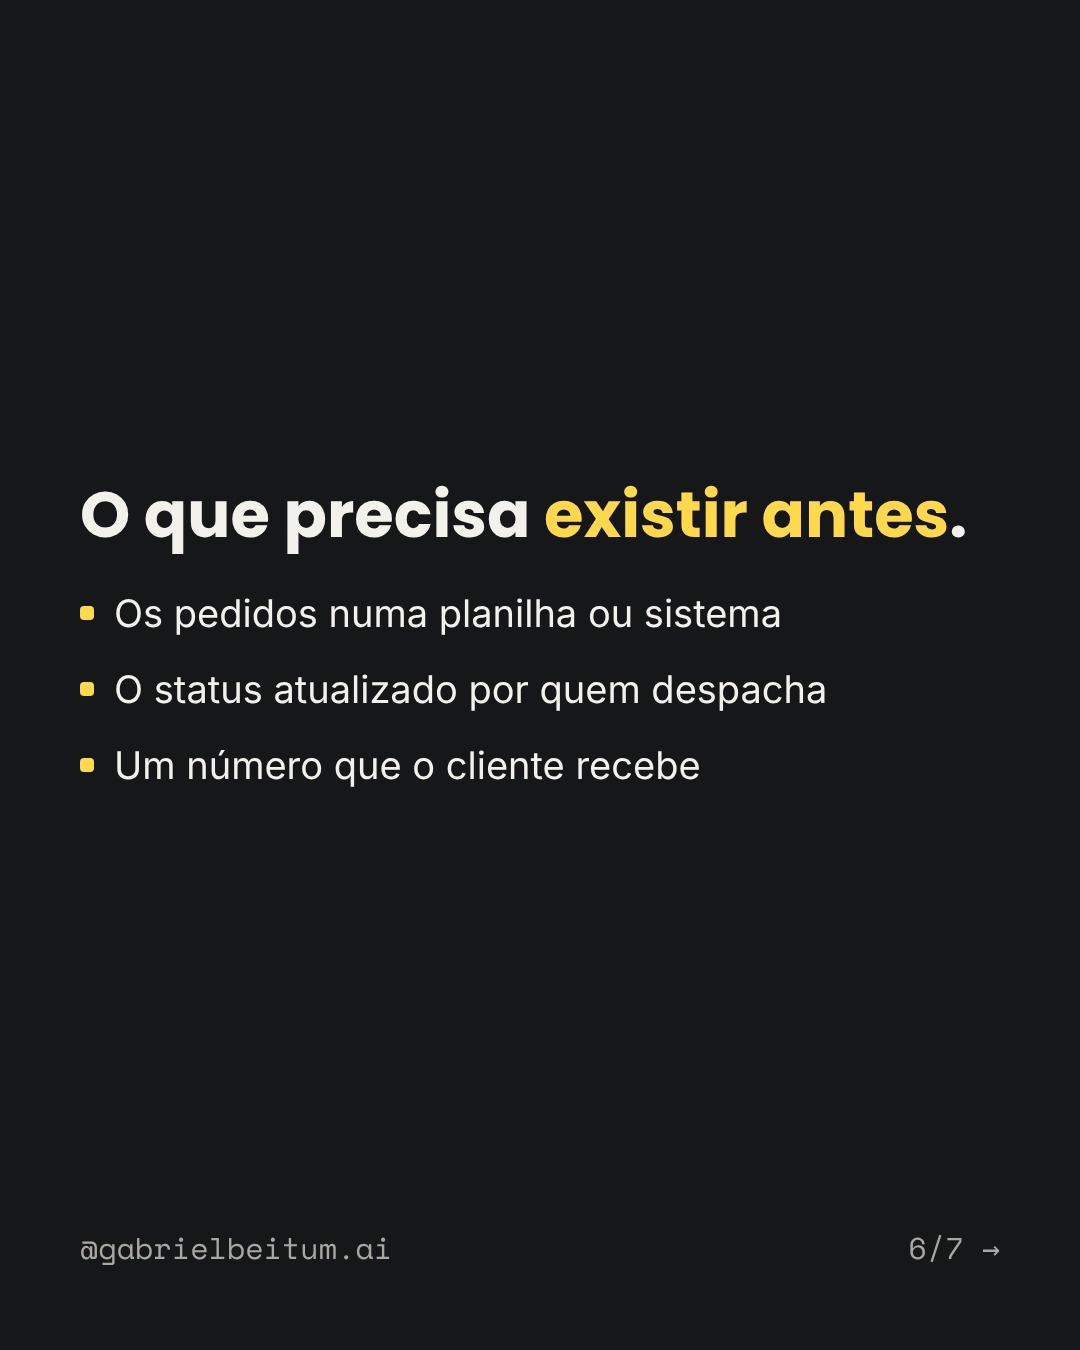 O que precisa existir antes.
Os pedidos numa planilha ou sistema
O status atualizado por quem despacha
Um número que o cliente recebe
@gabrielbeitum.ai
6/7 →